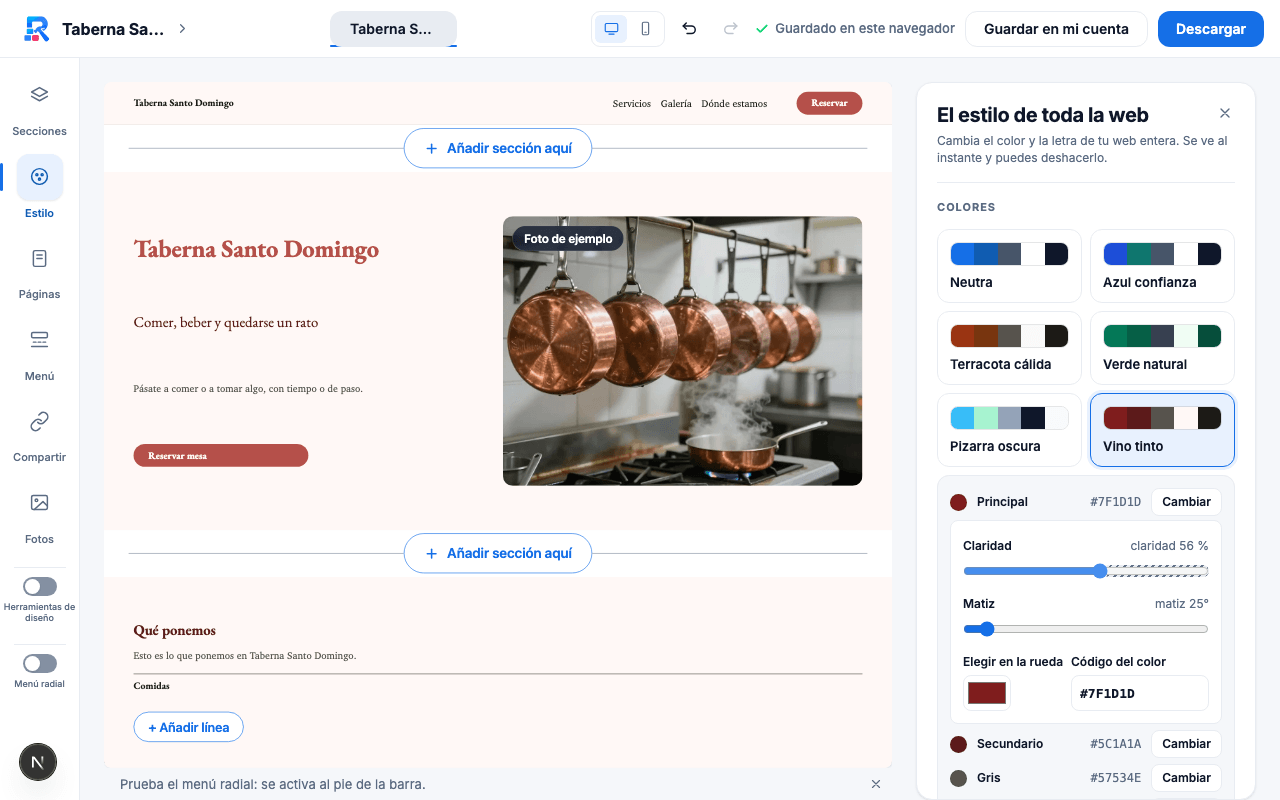 Taberna Sa...
Taberna S...
Guardado en este navegador
Guardar en mi cuenta
Descargar
Secciones
Estilo
Páginas
Menú
Compartir
Fotos
Herramientas de
diseño
Menú radial
N
Taberna Santo Domingo
Servicios
Galería
Dónde estamos
Reservar
+ Añadir sección aquí
Taberna Santo Domingo
Comer, beber y quedarse un rato
Pásate a comer o a tomar algo, con tiempo o de paso.
Reservar mesa
Foto de ejemplo
+ Añadir sección aquí
Qué ponemos
Esto es lo que ponemos en Taberna Santo Domingo.
Comidas
+ Añadir línea
Prueba el menú radial: se activa al pie de la barra.
El estilo de toda la web
Cambia el color y la letra de tu web entera. Se ve al
instante y puedes deshacerlo.
COLORES
Neutra
Azul confianza
Terracota cálida
Verde natural
Pizarra oscura
Vino tinto
Principal
#7F1D1D
Cambiar
Claridad
claridad 56 %
Matiz
matiz 25°
Elegir en la rueda
Código del color
#7F1D1D
Secundario
#5C1A1A
Cambiar
Gris
#57534E
Cambiar